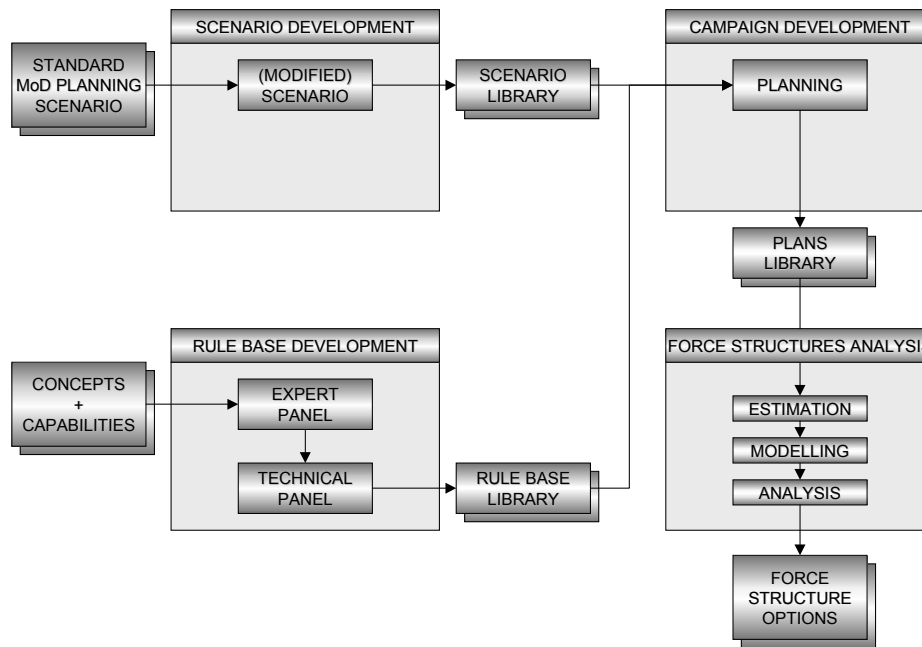 SCENARIO DEVELOPMENT
STANDARD
MoD PLANNING
SCENARIO
(MODIFIED)
SCENARIO
SCENARIO
LIBRARY
CAMPAIGN DEVELOPMENT
PLANNING
PLANS
LIBRARY
RULE BASE DEVELOPMENT
CONCEPTS
+
CAPABILITIES
EXPERT
PANEL
TECHNICAL
PANEL
RULE BASE
LIBRARY
FORCE STRUCTURES ANALYSIS
ESTIMATION
MODELLING
ANALYSIS
FORCE
STRUCTURE
OPTIONS